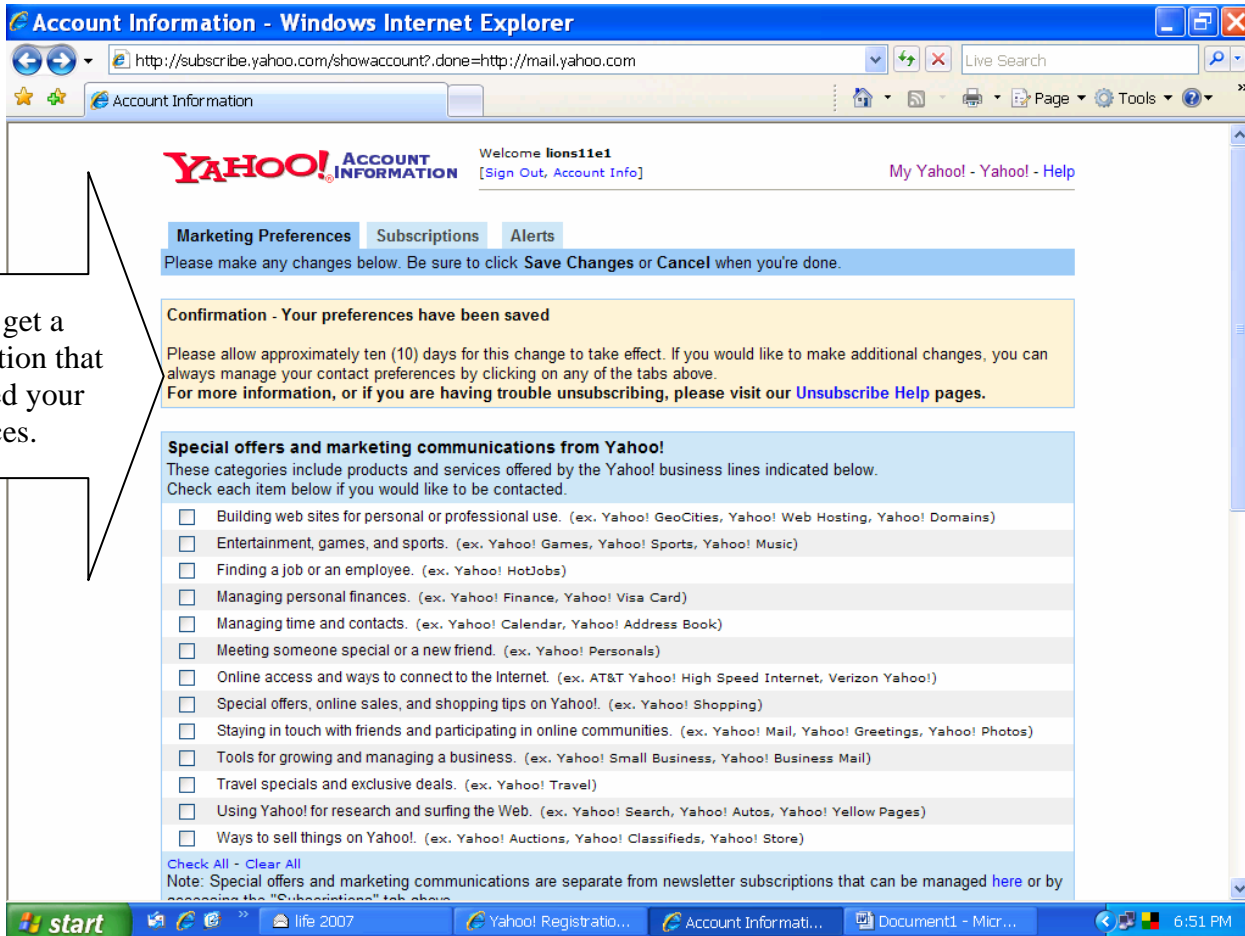 Account Information - Windows Internet Explorer
http://subscribe.yahoo.com/showaccount?.done=http://mail.yahoo.com
Live Search
Account Information
Page
Tools
YAHOO! ACCOUNT INFORMATION
Welcome lions11e1
[Sign Out, Account Info]
My Yahoo! - Yahoo! - Help
Marketing Preferences Subscriptions Alerts
Please make any changes below. Be sure to click Save Changes or Cancel when you're done.
get a
tion that
d your
ces.
Confirmation - Your preferences have been saved
Please allow approximately ten (10) days for this change to take effect. If you would like to make additional changes, you can
always manage your contact preferences by clicking on any of the tabs above.
For more information, or if you are having trouble unsubscribing, please visit our Unsubscribe Help pages.
Special offers and marketing communications from Yahoo!
These categories include products and services offered by the Yahoo! business lines indicated below.
Check each item below if you would like to be contacted.
Building web sites for personal or professional use. (ex. Yahoo! GeoCities, Yahoo! Web Hosting, Yahoo! Domains)
Entertainment, games, and sports. (ex. Yahoo! Games, Yahoo! Sports, Yahoo! Music)
Finding a job or an employee. (ex. Yahoo! HotJobs)
Managing personal finances. (ex. Yahoo! Finance, Yahoo! Visa Card)
Managing time and contacts. (ex. Yahoo! Calendar, Yahoo! Address Book)
Meeting someone special or a new friend. (ex. Yahoo! Personals)
Online access and ways to connect to the Internet. (ex. AT&T Yahoo! High Speed Internet, Verizon Yahoo!)
Special offers, online sales, and shopping tips on Yahoo!. (ex. Yahoo! Shopping)
Staying in touch with friends and participating in online communities. (ex. Yahoo! Mail, Yahoo! Greetings, Yahoo! Photos)
Tools for growing and managing a business. (ex. Yahoo! Small Business, Yahoo! Business Mail)
Travel specials and exclusive deals. (ex. Yahoo! Travel)
Using Yahoo! for research and surfing the Web. (ex. Yahoo! Search, Yahoo! Autos, Yahoo! Yellow Pages)
Ways to sell things on Yahoo!. (ex. Yahoo! Auctions, Yahoo! Classifieds, Yahoo! Store)
Check All - Clear All
Note: Special offers and marketing communications are separate from newsletter subscriptions that can be managed here or by
accessing the "Subscriptions" tab above
start
life 2007
Yahoo! Registratio...
Account Informati...
Document1 - Micr...
6:51 PM